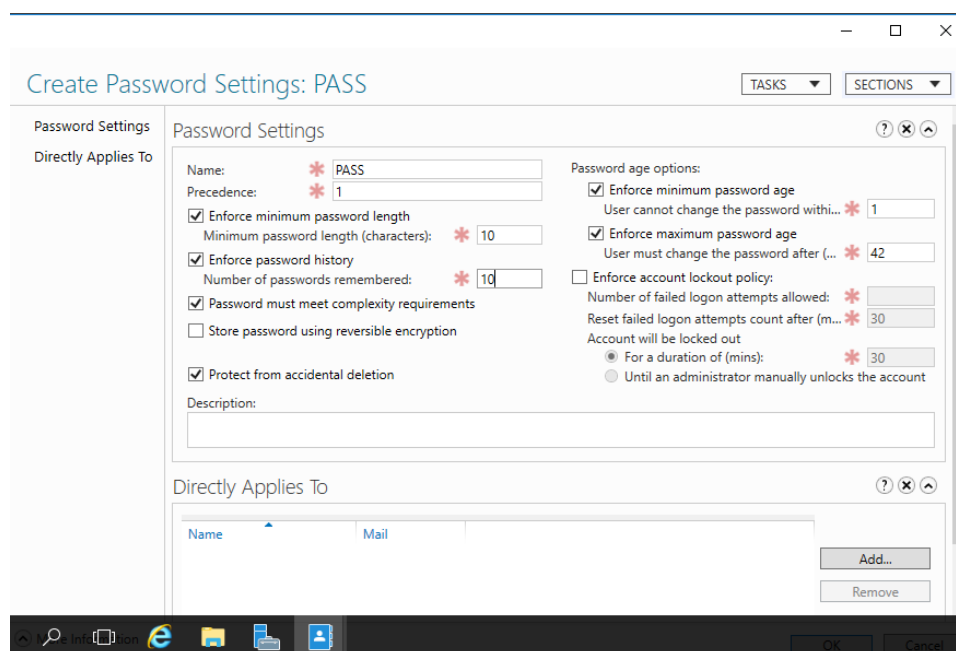 Create Password Settings: PASS
TASKS
SECTIONS
Password Settings
Directly Applies To
Password Settings
Name: * PASS
Precedence: * 1
Enforce minimum password length
Minimum password length (characters): * 10
Enforce password history
Number of passwords remembered: * 10
Password must meet complexity requirements
Store password using reversible encryption
Protect from accidental deletion
Description:
Password age options:
Enforce minimum password age
User cannot change the password withi... * 1
Enforce maximum password age
User must change the password after (... * 42
Enforce account lockout policy:
Number of failed logon attempts allowed: *
Reset failed logon attempts count after (m... * 30
Account will be locked out
For a duration of (mins): * 30
Until an administrator manually unlocks the account
Directly Applies To
Name Mail
Add...
Remove
OK Cancel